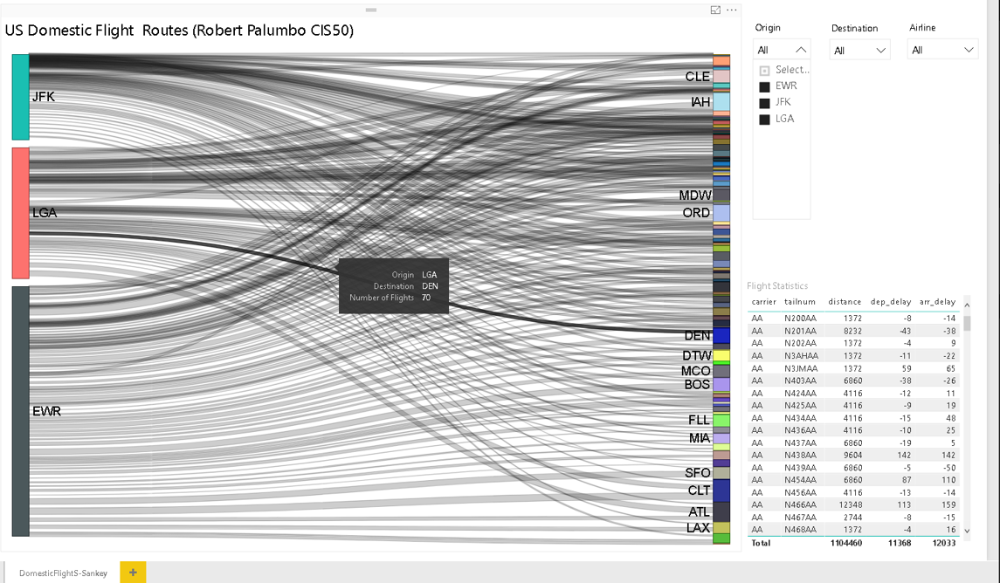 US Domestic Flight Routes (Robert Palumbo CIS50)
JFK
LGA
EWR
CLE
IAH
MDW
ORD
DEN
DTW
MCO
BOS
FLL
MIA
SFO
CLT
ATL
LAX
Origin LGA
Destination DEN
Number of Flights 70
Origin Destination Airline
All All All
Select..
EWR
JFK
LGA
Flight Statistics
carrier tailnum distance dep_delay arr_delay
AA N200AA 1372 -8 -14
AA N201AA 8232 -43 -38
AA N202AA 1372 -4 9
AA N3AHAA 1372 -11 -22
AA N3JMAA 1372 59 65
AA N403AA 6860 -38 -26
AA N424AA 4116 -12 11
AA N425AA 4116 -9 19
AA N434AA 4116 -15 48
AA N436AA 4116 -10 25
AA N437AA 6860 -19 5
AA N438AA 9604 142 142
AA N439AA 6860 -5 -50
AA N454AA 6860 87 110
AA N456AA 4116 -13 -14
AA N466AA 12348 113 159
AA N467AA 2744 -8 -15
AA N468AA 1372 -4 16
Total 1104460 11368 12033
DomesticFlightS-Sankey +